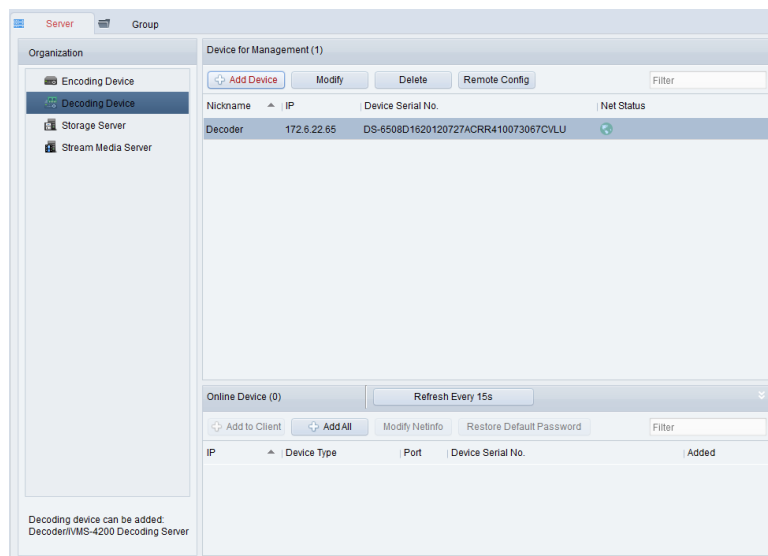 Server Group
Organization
Encoding Device
Decoding Device
Storage Server
Stream Media Server
Decoding device can be added:
Decoder/iVMS-4200 Decoding Server
Device for Management (1)
Add Device Modify Delete Remote Config Filter
Nickname IP Device Serial No. Net Status
Decoder 172.6.22.65 DS-6508D1620120727ACRR410073067CVLU
Online Device (0) Refresh Every 15s
Add to Client Add All Modify Netinfo Restore Default Password Filter
IP Device Type Port Device Serial No. Added